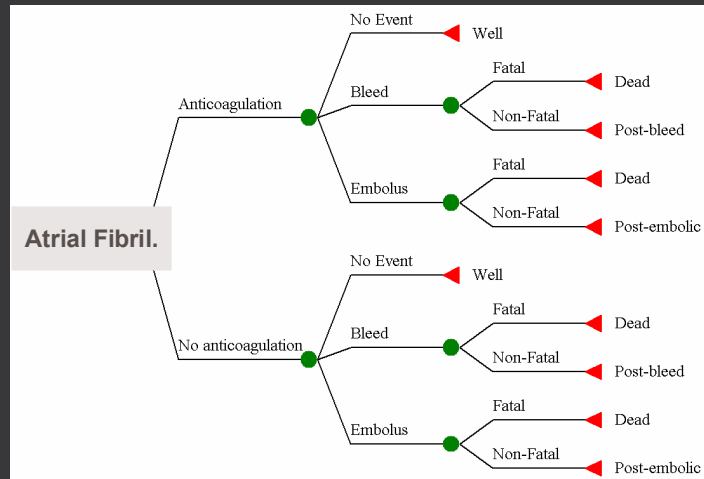 No Event
Well
Fatal
Bleed
Dead
Anticoagulation
Non-Fatal
Post-bleed
Fatal
Embolus
Dead
Non-Fatal
Post-embolic
Atrial Fibril.
No Event
Well
Fatal
Bleed
Dead
No anticoagulation
Non-Fatal
Post-bleed
Fatal
Embolus
Dead
Non-Fatal
Post-embolic